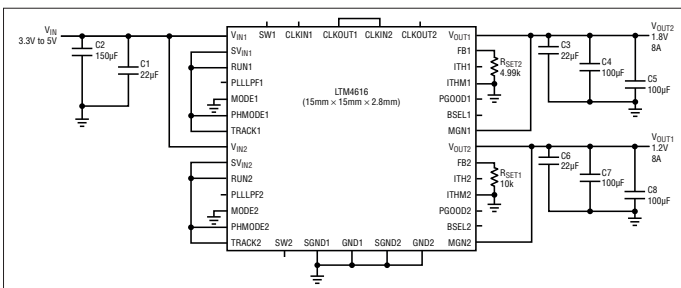 VIN
3.3V to 5V
C2
150µF
C1
22µF
VIN1
SW1
CLKIN1
CLKOUT1
CLKIN2
CLKOUT2
VOUT1
SVIN1
RUN1
PLLLPF1
MODE1
PHMODE1
TRACK1
VIN2
SVIN2
RUN2
PLLLPF2
MODE2
PHMODE2
TRACK2
LTM4616
(15mm × 15mm × 2.8mm)
FB1
ITH1
ITHM1
PGOOD1
BSEL1
MGN1
VOUT2
FB2
ITH2
ITHM2
PGOOD2
BSEL2
MGN2
SW2
SGND1
GND1
SGND2
GND2
RSET2
4.99k
C3
22µF
C4
100µF
C5
100µF
VOUT2
1.8V
8A
RSET1
10k
C6
22µF
C7
100µF
C8
100µF
VOUT1
1.2V
8A